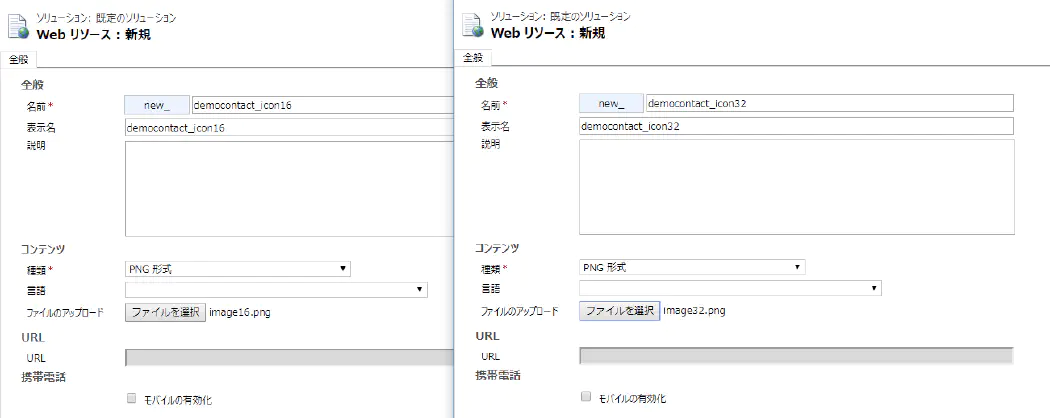 ソリューション: 既定のソリューション
Web リソース : 新規
全般
全般
名前*
new_
democontact_icon16
表示名
democontact_icon16
説明
コンテンツ
種類*
PNG 形式
言語
ファイルのアップロード
ファイルを選択 image16.png
URL
URL
携帯電話
モバイルの有効化
ソリューション: 既定のソリューション
Web リソース : 新規
全般
全般
名前*
new_
democontact_icon32
表示名
democontact_icon32
説明
コンテンツ
種類*
PNG 形式
言語
ファイルのアップロード
ファイルを選択 image32.png
URL
URL
携帯電話
モバイルの有効化